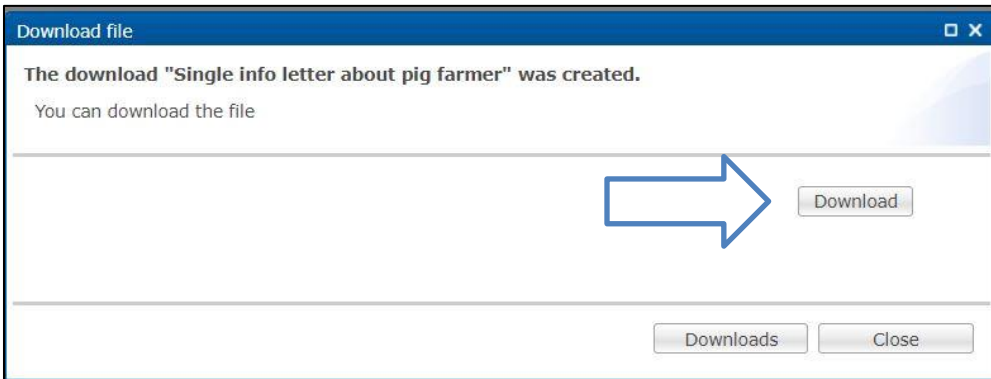 Download file
The download "Single info letter about pig farmer" was created.
You can download the file
Download
Downloads
Close